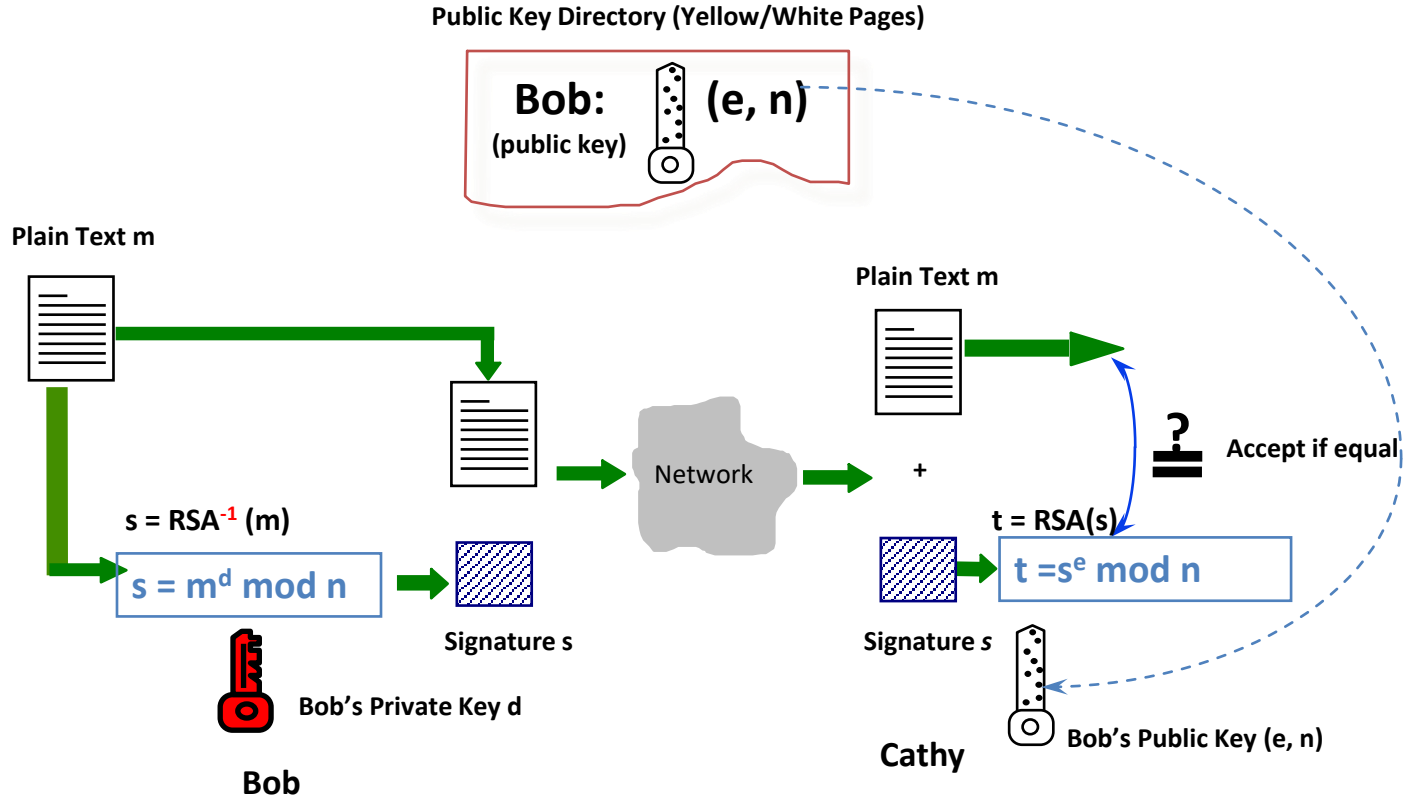 Public Key Directory (Yellow/White Pages)
Bob: (e, n)
(public key)
Plain Text m
Plain Text m
?
=
Accept if equal
Network
+
s = RSA⁻¹ (m)
t = RSA(s)
s = mᵈ mod n
t =sᵉ mod n
Signature s
Signature s
Bob’s Private Key d
Bob’s Public Key (e, n)
Cathy
Bob